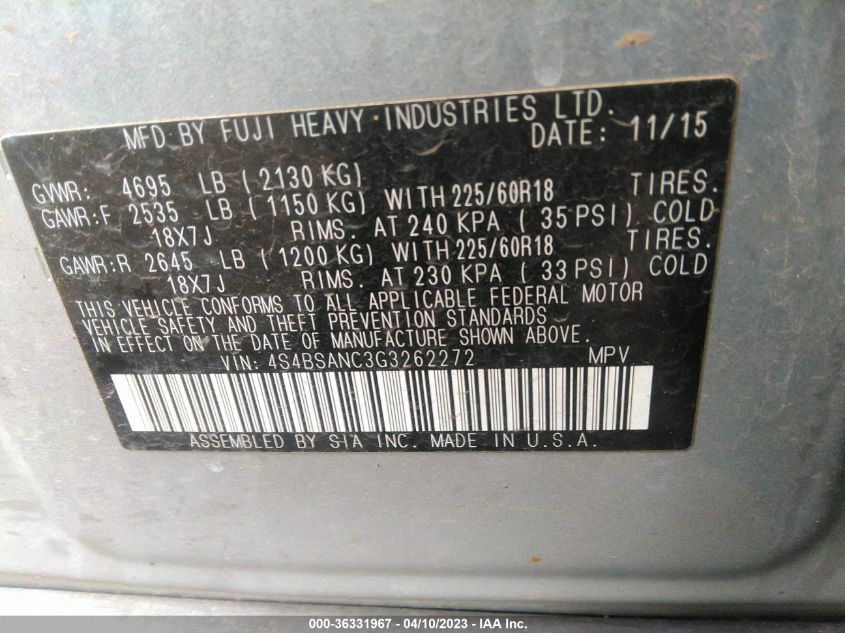 MFD.BY FUJI HEAVY INDUSTRIES LTD.
DATE: 11/15
GVWR: 4695 LB (2130 KG)
GAWR:F 2535 LB (1150 KG) WITH 225/60R18 TIRES.
18X7J RIMS. AT 240 KPA (35 PSI) COLD
GAWR:R 2645 LB (1200 KG) WITH 225/60R18 TIRES.
18X7J RIMS. AT 230 KPA (33 PSI) COLD
THIS VEHICLE CONFORMS TO ALL APPLICABLE FEDERAL MOTOR
VEHICLE SAFETY AND THEFT PREVENTION STANDARDS
IN EFFECT ON THE DATE OF MANUFACTURE SHOWN ABOVE.
VIN: 4S4BSANC3G3262272 MPV
ASSEMBLED BY SIA INC. MADE IN U.S.A.
000-36331967 - 04/10/2023 - IAA Inc.